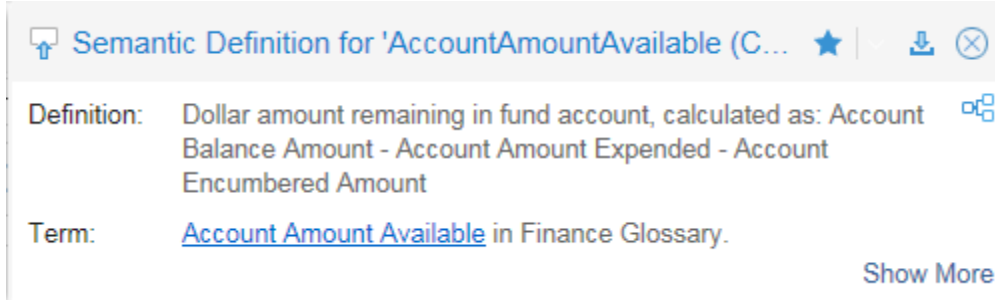 Semantic Definition for 'AccountAmountAvailable (C...
Definition: Dollar amount remaining in fund account, calculated as: Account
Balance Amount - Account Amount Expended - Account
Encumbered Amount
Term: Account Amount Available in Finance Glossary.
Show More